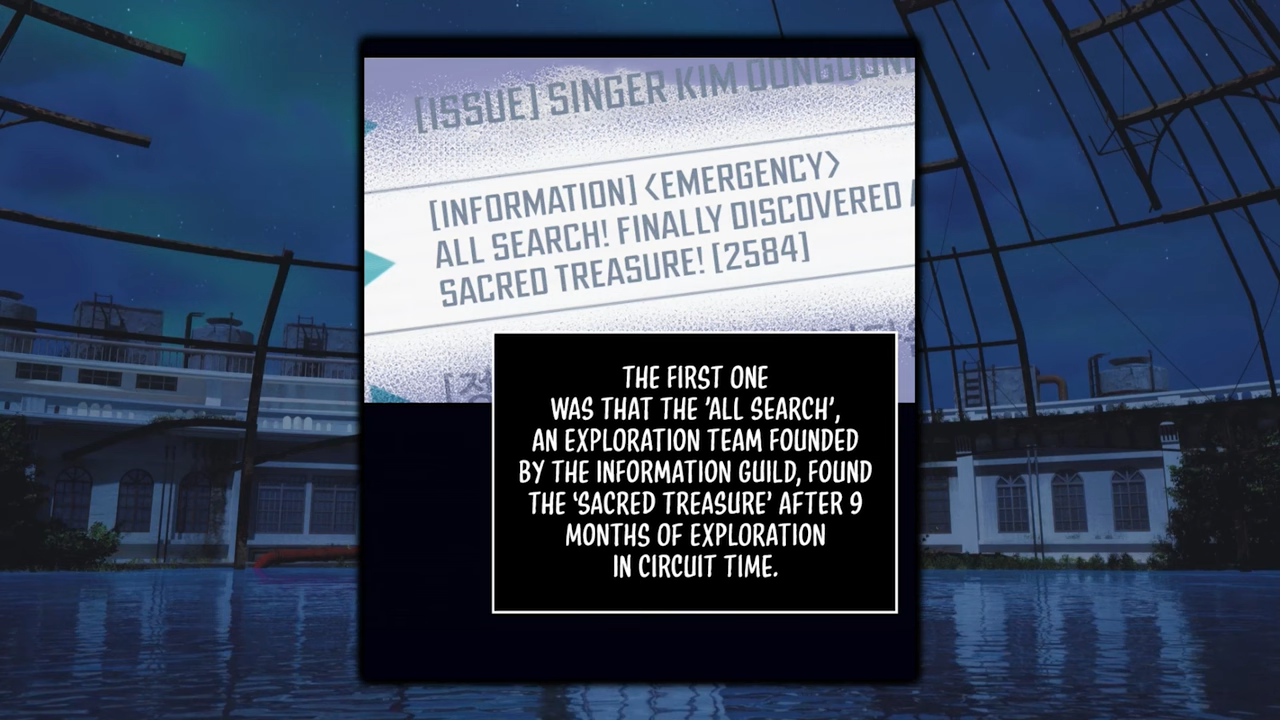 [ISSUE] SINGER KIM
[INFORMATION] <EMERGENCY>
ALL SEARCH! FINALLY DISCOVERED
SACRED TREASURE! [2584]
THE FIRST ONE
WAS THAT THE 'ALL SEARCH',
AN EXPLORATION TEAM FOUNDED
BY THE INFORMATION GUILD, FOUND
THE 'SACRED TREASURE' AFTER 9
MONTHS OF EXPLORATION
IN CIRCUIT TIME.